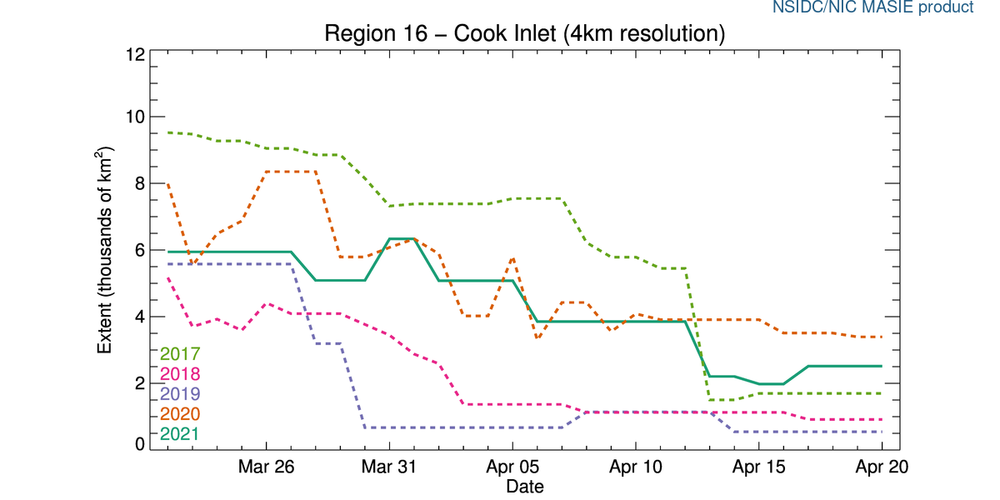 NSIDC/NIC MASIE product
Region 16 – Cook Inlet (4km resolution)
Extent (thousands of km²)
12
10
8
6
4
2
0
2017
2018
2019
2020
2021
Mar 26
Mar 31
Apr 05
Apr 10
Apr 15
Apr 20
Date